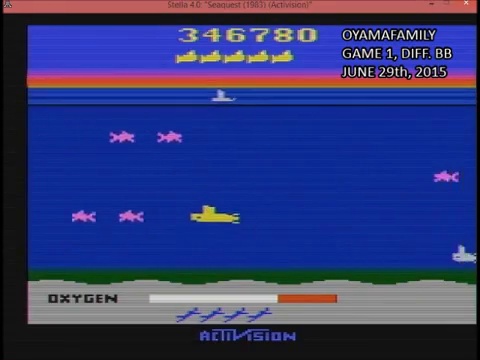 Stella 4.0: "Seaquest (1983) (Activision)"
346780
OYAMAFAMILY
GAME 1, DIFF. BB
JUNE 29th, 2015
OXYGEN
ACTIVISION